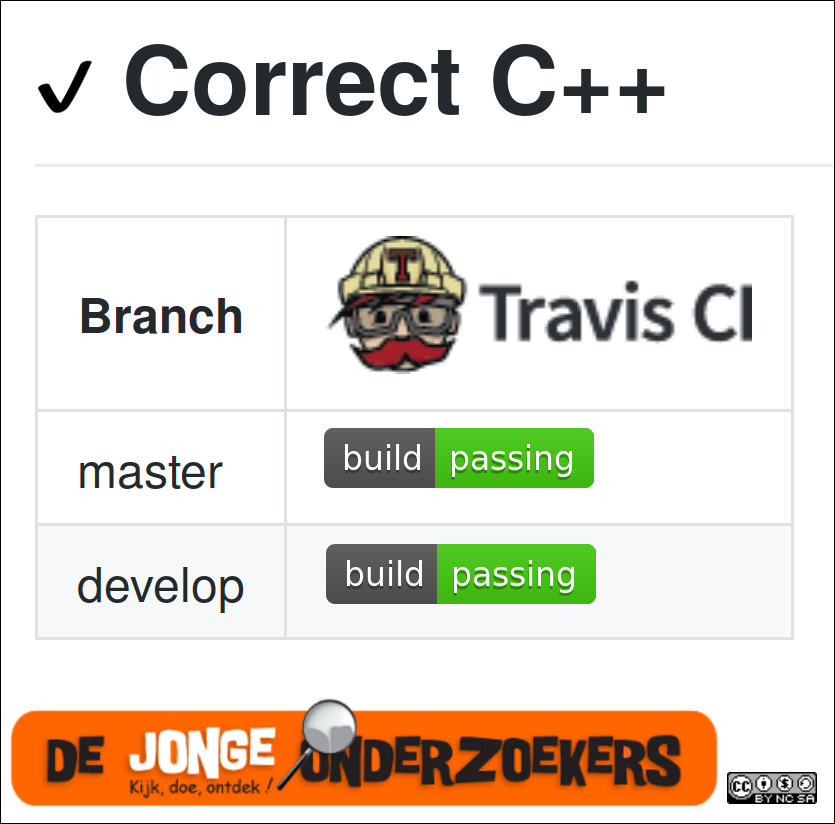 ✓ Correct C++
Branch
T
Travis CI
master
build passing
develop
build passing
DE JONGE ONDERZOEKERS
Kijk, doe, ontdek!
CC
BY NC SA